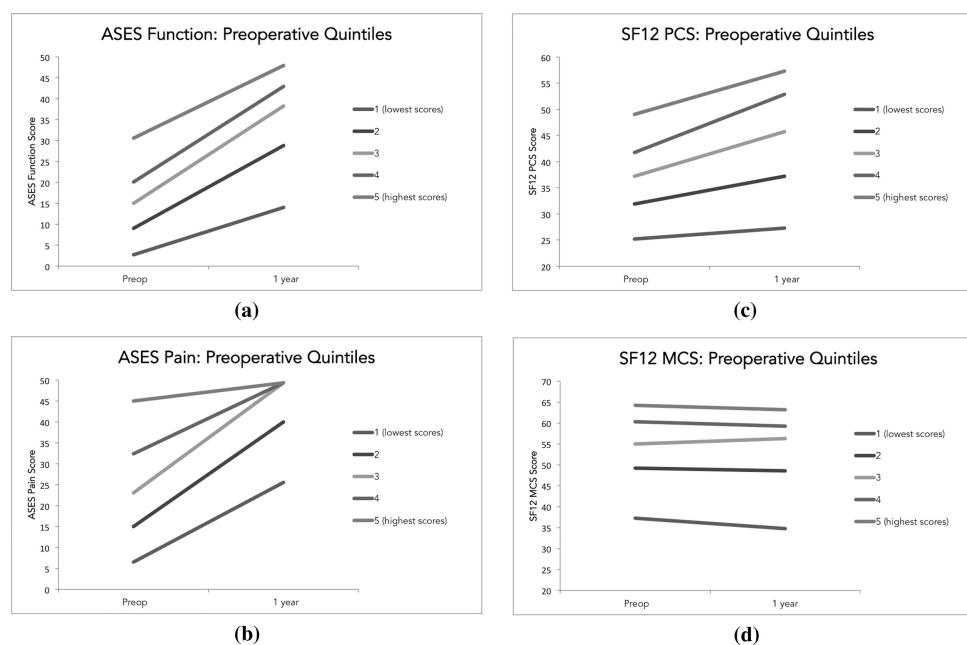 ASES Function: Preoperative Quintiles
ASES Function Score
50
45
40
35
30
25
20
15
10
5
0
Preop
1 year
1 (lowest scores)
2
3
4
5 (highest scores)
(a)
SF12 PCS: Preoperative Quintiles
SF12 PCS Score
60
55
50
45
40
35
30
25
20
Preop
1 year
1 (lowest scores)
2
3
4
5 (highest scores)
(c)
ASES Pain: Preoperative Quintiles
ASES Pain Score
50
45
40
35
30
25
20
15
10
5
0
Preop
1 year
1 (lowest scores)
2
3
4
5 (highest scores)
(b)
SF12 MCS: Preoperative Quintiles
SF12 MCS Score
70
65
60
55
50
45
40
35
30
25
20
Preop
1 year
1 (lowest scores)
2
3
4
5 (highest scores)
(d)